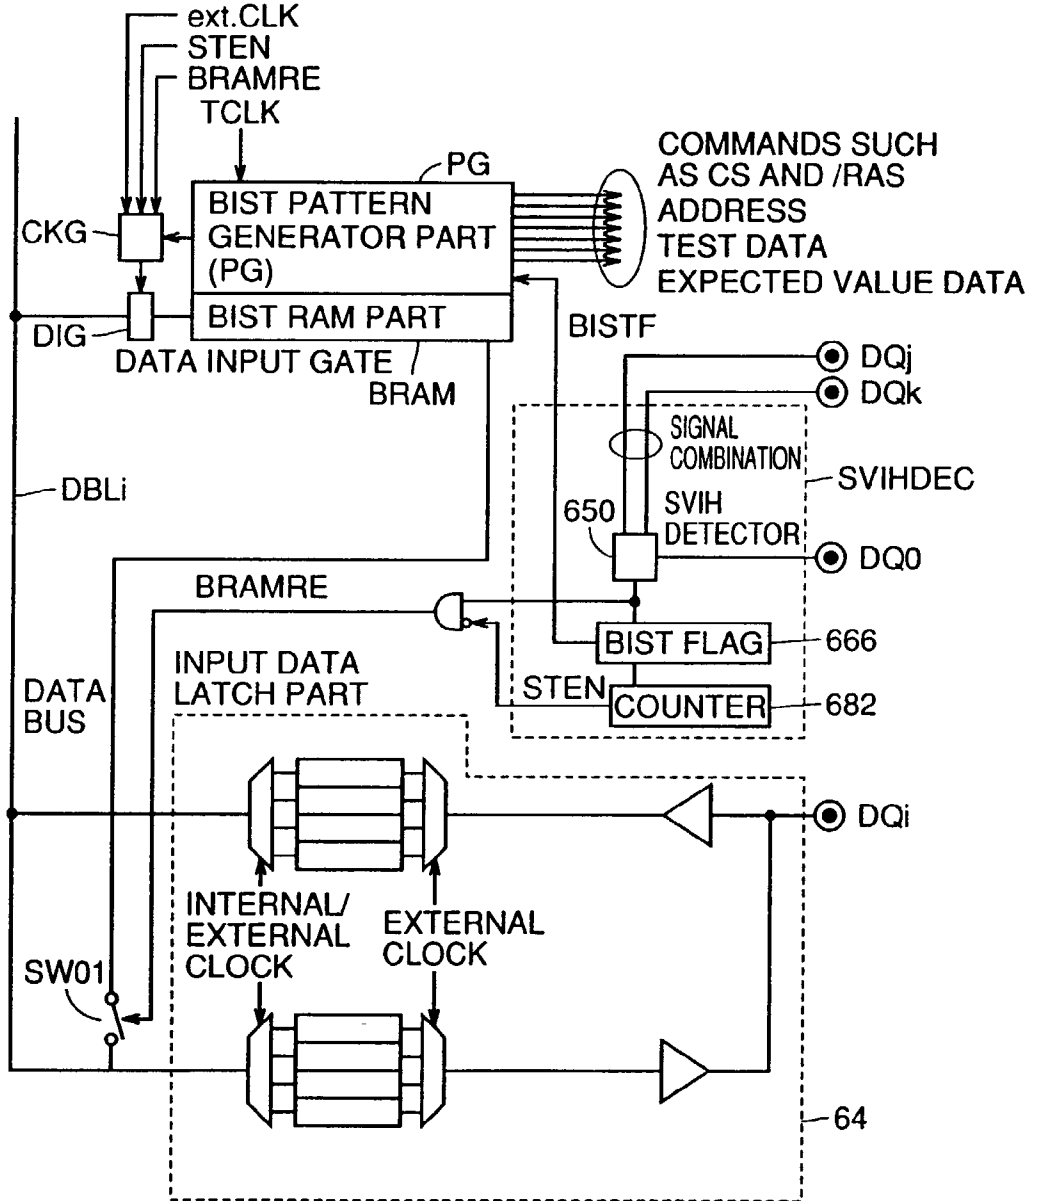 ext.CLK
STEN
BRAMRE
TCLK
PG
COMMANDS SUCH
AS CS AND /RAS
ADDRESS
TEST DATA
EXPECTED VALUE DATA
BIST PATTERN
GENERATOR PART
(PG)
CKG
BIST RAM PART
DIG
DATA INPUT GATE
BRAM
BISTF
DQj
DQk
SIGNAL
COMBINATION
SVIHDEC
DBLi
650
SVIH
DETECTOR
DQ0
BRAMRE
BIST FLAG
666
INPUT DATA
LATCH PART
STEN
COUNTER
682
DATA
BUS
DQi
INTERNAL/
EXTERNAL
CLOCK
EXTERNAL
CLOCK
SW01
64